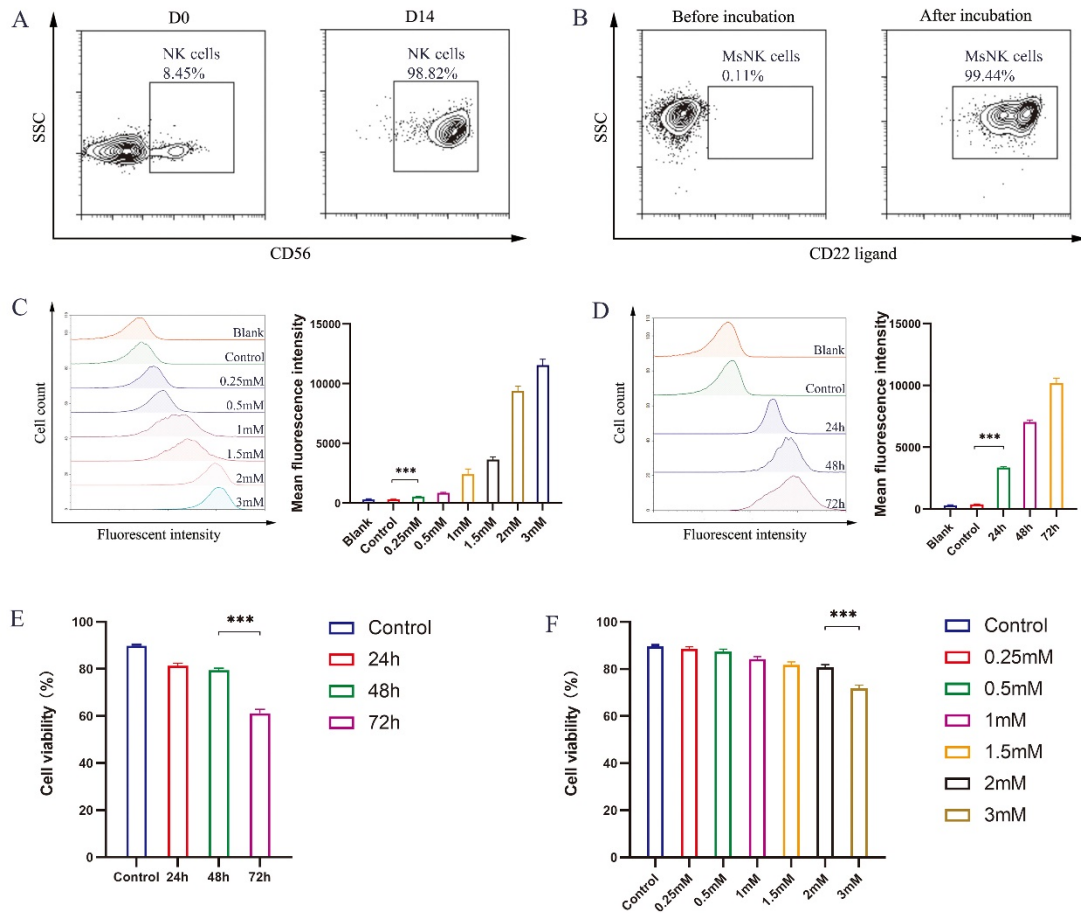 A
D0
D14
NK cells
8.45%
NK cells
98.82%
SSC
CD56
B
Before incubation
After incubation
MsNK cells
0.11%
MsNK cells
99.44%
SSC
CD22 ligand
C
Blank
Control
0.25mM
0.5mM
1mM
1.5mM
2mM
3mM
Cell count
Fluorescent intensity
Mean fluorescence intensity
15000
10000
5000
0
***
Blank
Control
0.25mM
0.5mM
1mM
1.5mM
2mM
3mM
D
Blank
Control
24h
48h
72h
Cell count
Fluorescent intensity
Mean fluorescence intensity
15000
10000
5000
0
***
Blank
Control
24h
48h
72h
E
Cell viability (%)
100
80
60
40
20
0
***
Control
24h
48h
72h
Control
24h
48h
72h
F
Cell viability (%)
100
80
60
40
20
0
***
Control
0.25mM
0.5mM
1mM
1.5mM
2mM
3mM
Control
0.25mM
0.5mM
1mM
1.5mM
2mM
3mM